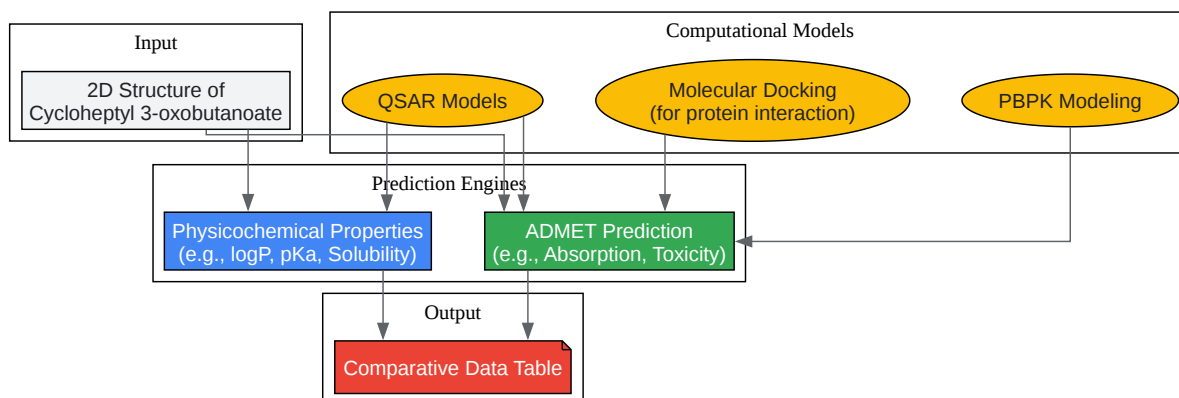 Input
2D Structure of
Cycloheptyl 3-oxobutanoate
Computational Models
QSAR Models
Molecular Docking
(for protein interaction)
PBPK Modeling
Prediction Engines
Physicochemical Properties
(e.g., logP, pKa, Solubility)
ADMET Prediction
(e.g., Absorption, Toxicity)
Output
Comparative Data Table